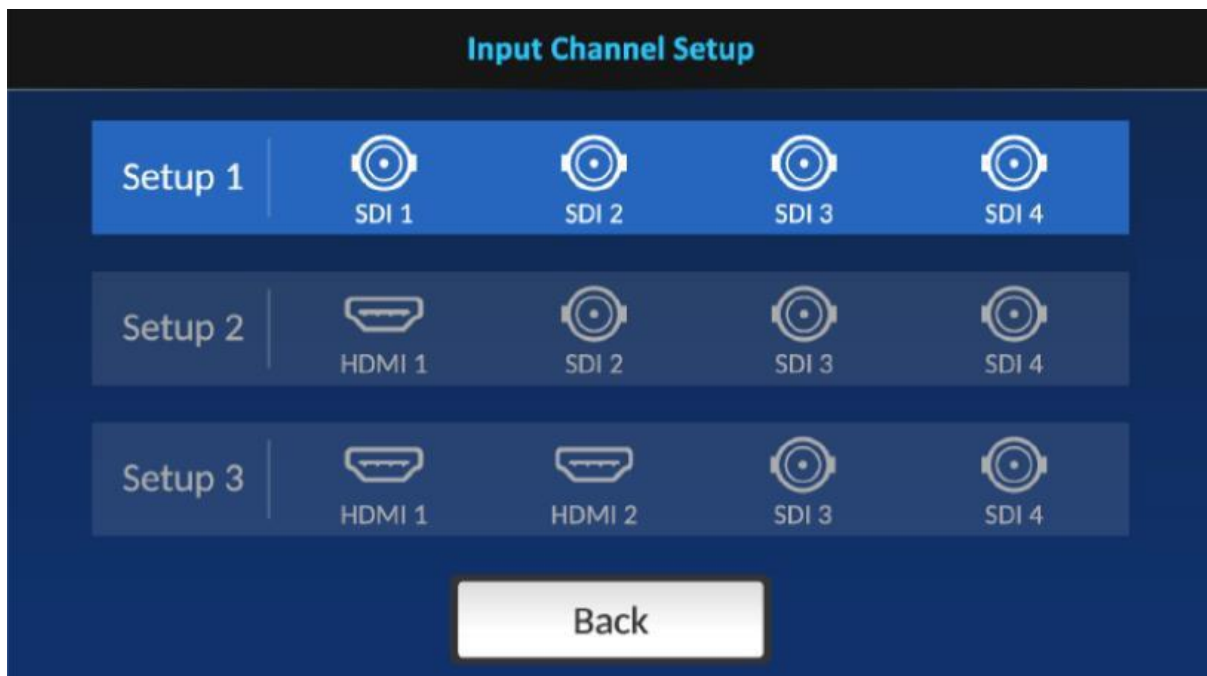 Input Channel Setup
Setup 1
SDI 1 SDI 2 SDI 3 SDI 4
Setup 2
HDMI 1 SDI 2 SDI 3 SDI 4
Setup 3
HDMI 1 HDMI 2 SDI 3 SDI 4
Back